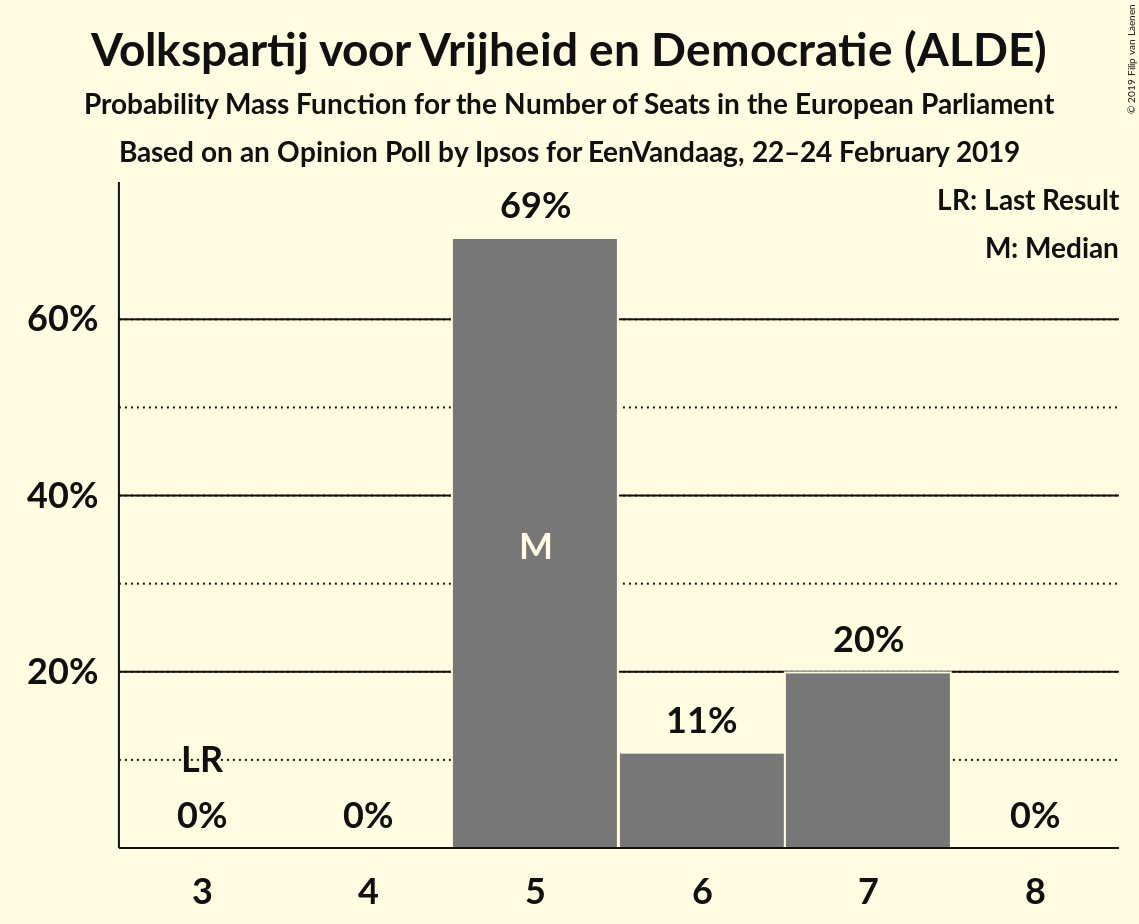 Volkspartij voor Vrijheid en Democratie (ALDE)
Probability Mass Function for the Number of Seats in the European Parliament
Based on an Opinion Poll by Ipsos for EenVandaag, 22–24 February 2019
© 2019 Filip van Laenen
LR: Last Result
M: Median
69%
60%
40%
M
20%
20%
11%
LR
0%
0%
0%
3
4
5
6
7
8